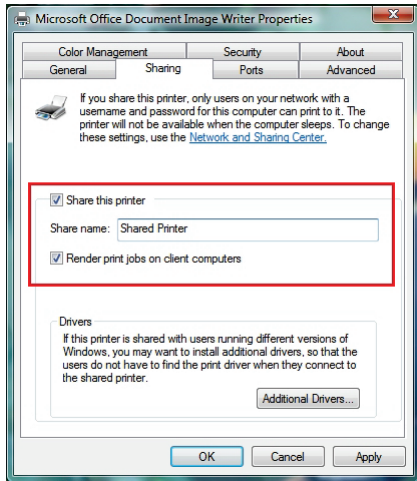 Microsoft Office Document Image Writer Properties
Color Management
Security
About
General
Sharing
Ports
Advanced
If you share this printer, only users on your network with a
username and password for this computer can print to it. The
printer will not be available when the computer sleeps. To change
these settings, use the Network and Sharing Center.
Share this printer
Share name: Shared Printer
Render print jobs on client computers
Drivers
If this printer is shared with users running different versions of
Windows, you may want to install additional drivers, so that the
users do not have to find the print driver when they connect to
the shared printer.
Additional Drivers...
OK
Cancel
Apply